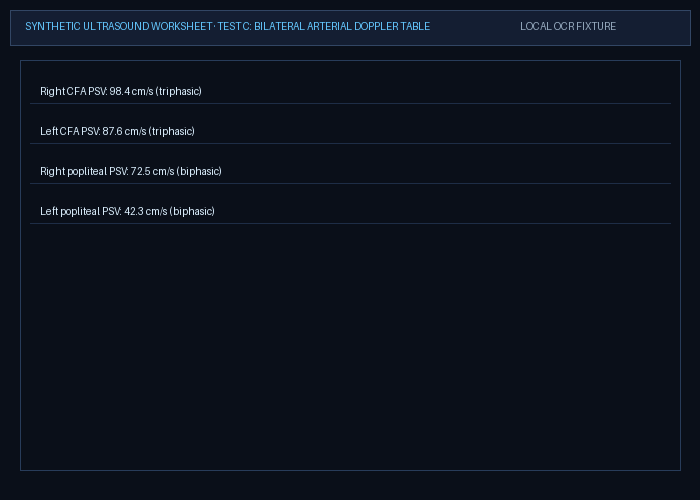 SYNTHETIC ULTRASOUND WORKSHEET · TEST C: BILATERAL ARTERIAL DOPPLER TABLE
LOCAL OCR FIXTURE
Right CFA PSV: 98.4 cm/s (triphasic)
Left CFA PSV: 87.6 cm/s (triphasic)
Right popliteal PSV: 72.5 cm/s (biphasic)
Left popliteal PSV: 42.3 cm/s (biphasic)